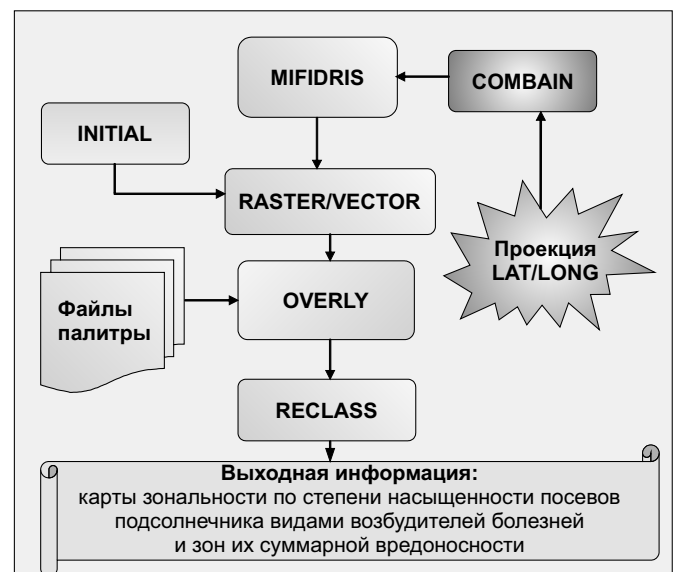 MIFIDRIS
COMBAIN
INITIAL
RASTER/VECTOR
Проекция
LAT/LONG
Файлы
палитры
OVERLY
RECLASS
Выходная информация:
карты зональности по степени насыщенности посевов
подсолнечника видами возбудителей болезней
и зон их суммарной вредоносности